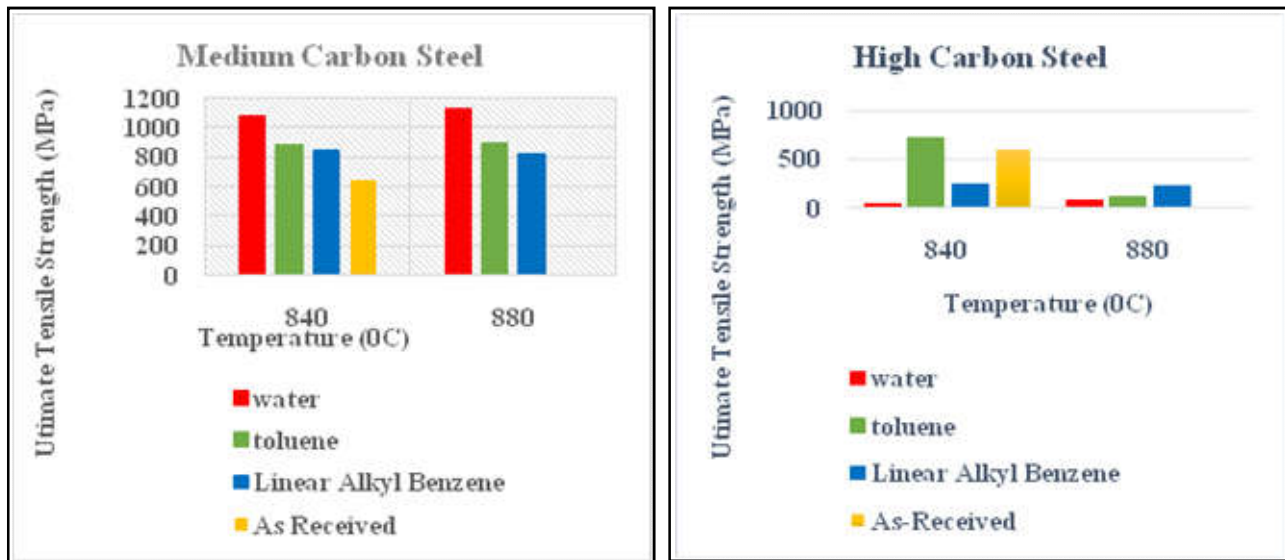 Medium Carbon Steel
Utimate Tensile Strength (MPa)
1200
1000
800
600
400
200
0
840
880
Temperature (0C)
water
toluene
Linear Alkyl Benzene
As Received
High Carbon Steel
Utimate Tensile Strength (MPa)
1000
500
0
840
880
Temperature (0C)
water
toluene
Linear Alkyl Benzene
As-Received